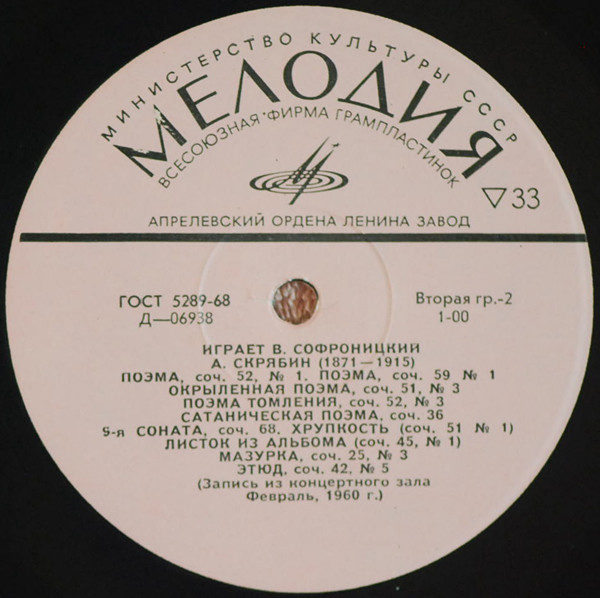 МИНИСТЕРСТВО КУЛЬТУРЫ СССР
МЕЛОДИЯ
ВСЕСОЮЗНАЯ ФИРМА ГРАМПЛАСТИНОК
▽33
АПРЕЛЕВСКИЙ ОРДЕНА ЛЕНИНА ЗАВОД
ГОСТ 5289-68
Д—06938
Вторая гр.-2
1-00
ИГРАЕТ В. СОФРОНИЦКИЙ
А. СКРЯБИН (1871—1915)
ПОЭМА, соч. 52, № 1. ПОЭМА, соч. 59 № 1
ОКРЫЛЕННАЯ ПОЭМА, соч. 51, № 3
ПОЭМА ТОМЛЕНИЯ, соч. 52, № 3
САТАНИЧЕСКАЯ ПОЭМА, соч. 36
9-я СОНАТА, соч. 68. ХРУПКОСТЬ (соч. 51 № 1)
ЛИСТОК ИЗ АЛЬБОМА (соч. 45, № 1)
МАЗУРКА, соч. 25, № 3
ЭТЮД, соч. 42, № 5
(Запись из концертного зала
Февраль, 1960 г.)